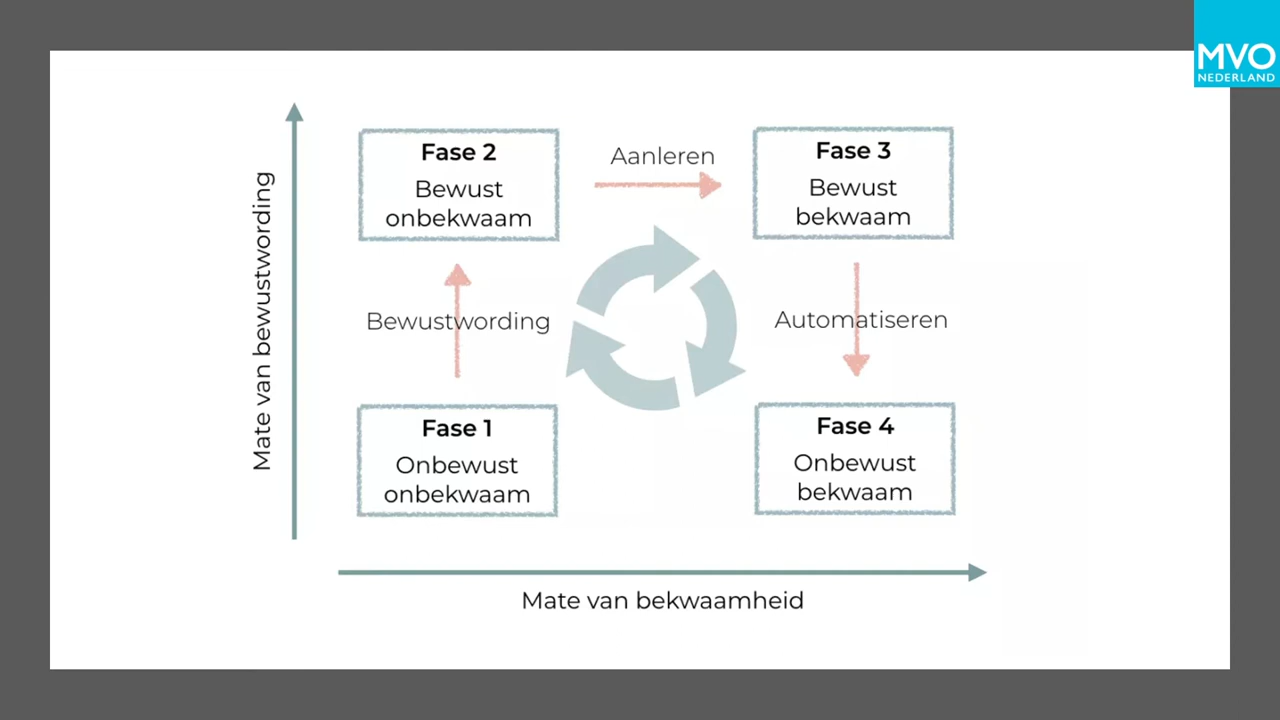 MVO
NEDERLAND
Fase 2
Bewust
onbekwaam
Aanleren
Fase 3
Bewust
bekwaam
Mate van bewustwording
Bewustwording
Automatiseren
Fase 1
Onbewust
onbekwaam
Fase 4
Onbewust
bekwaam
Mate van bekwaamheid